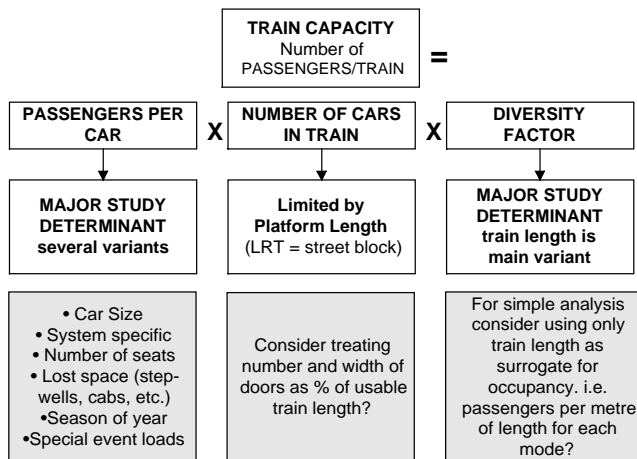 TRAIN CAPACITY
Number of
PASSENGERS/TRAIN
=
PASSENGERS PER
CAR
X
NUMBER OF CARS
IN TRAIN
X
DIVERSITY
FACTOR
MAJOR STUDY
DETERMINANT
several variants
Limited by
Platform Length
(LRT = street block)
MAJOR STUDY
DETERMINANT
train length is
main variant
• Car Size
• System specific
• Number of seats
• Lost space (step-
wells, cabs, etc.)
•Season of year
•Special event loads
Consider treating
number and width of
doors as % of usable
train length?
For simple analysis
consider using only
train length as
surrogate for
occupancy. i.e.
passengers per metre
of length for each
mode?